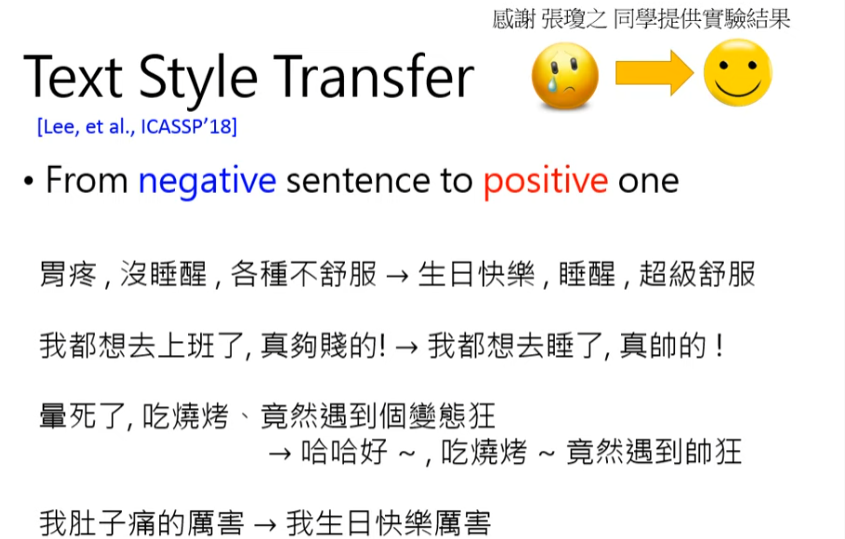 感謝 張瓊之 同學提供實驗結果
Text Style Transfer
[Lee, et al., ICASSP’18]
• From negative sentence to positive one
胃疼 , 沒睡醒 , 各種不舒服 → 生日快樂 , 睡醒 , 超級舒服
我都想去上班了, 真夠賤的! → 我都想去睡了, 真帥的 !
暈死了, 吃燒烤、竟然遇到個變態狂
→ 哈哈好 ~ , 吃燒烤 ~ 竟然遇到帥狂
我肚子痛的厲害 → 我生日快樂厲害